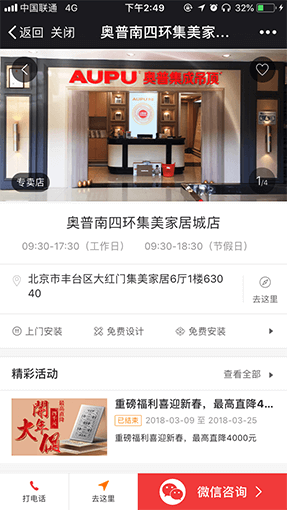 中国联通 4G 下午2:49 52%
返回 关闭 奥普南四环集美家... •••
AUPU 奥普集成吊顶
专卖店 1/4
奥普南四环集美家居城店
09:30-17:30（工作日） 09:30-18:30（节假日）
北京市丰台区大红门集美家居6厅1楼630
40
去这里
上门安装 免费设计 免费安装
精彩活动 查看全部
开年大促
重磅福利喜迎新春，最高直降4...
已结束 2018-03-09 至 2018-03-25
重磅福利喜迎新春，最高直降4000元
打电话 去这里 微信咨询